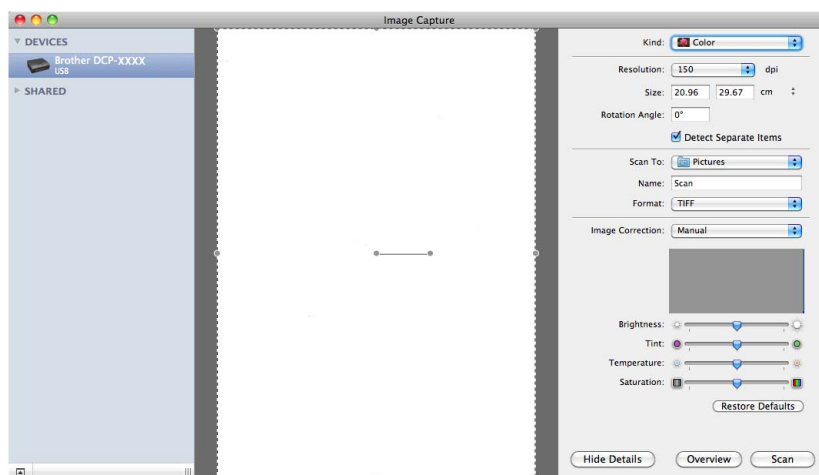 Image Capture
DEVICES
Brother DCP-XXXX
USB
SHARED
Kind: Color
Resolution: 150 dpi
Size: 20.96 29.67 cm
Rotation Angle: 0°
Detect Separate Items
Scan To: Pictures
Name: Scan
Format: TIFF
Image Correction: Manual
Brightness:
Tint:
Temperature:
Saturation:
Restore Defaults
Hide Details Overview Scan